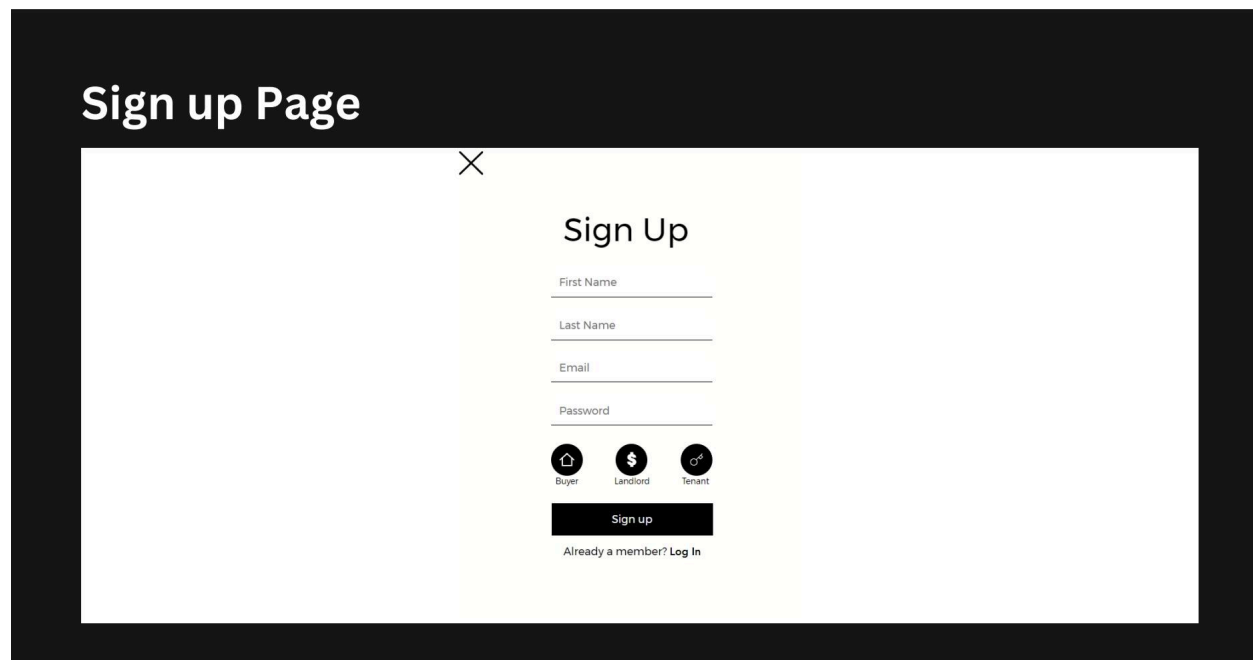 Sign up Page
Sign Up
First Name
Last Name
Email
Password
$
Buyer Landlord Tenant
Sign up
Already a member? Log In